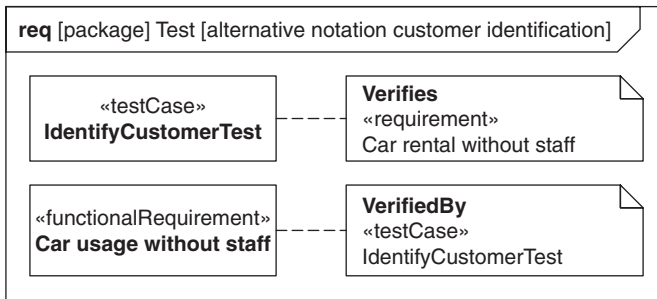 req [package] Test [alternative notation customer identification]
«testCase»
IdentifyCustomerTest
Verifies
«requirement»
Car rental without staff
«functionalRequirement»
Car usage without staff
VerifiedBy
«testCase»
IdentifyCustomerTest